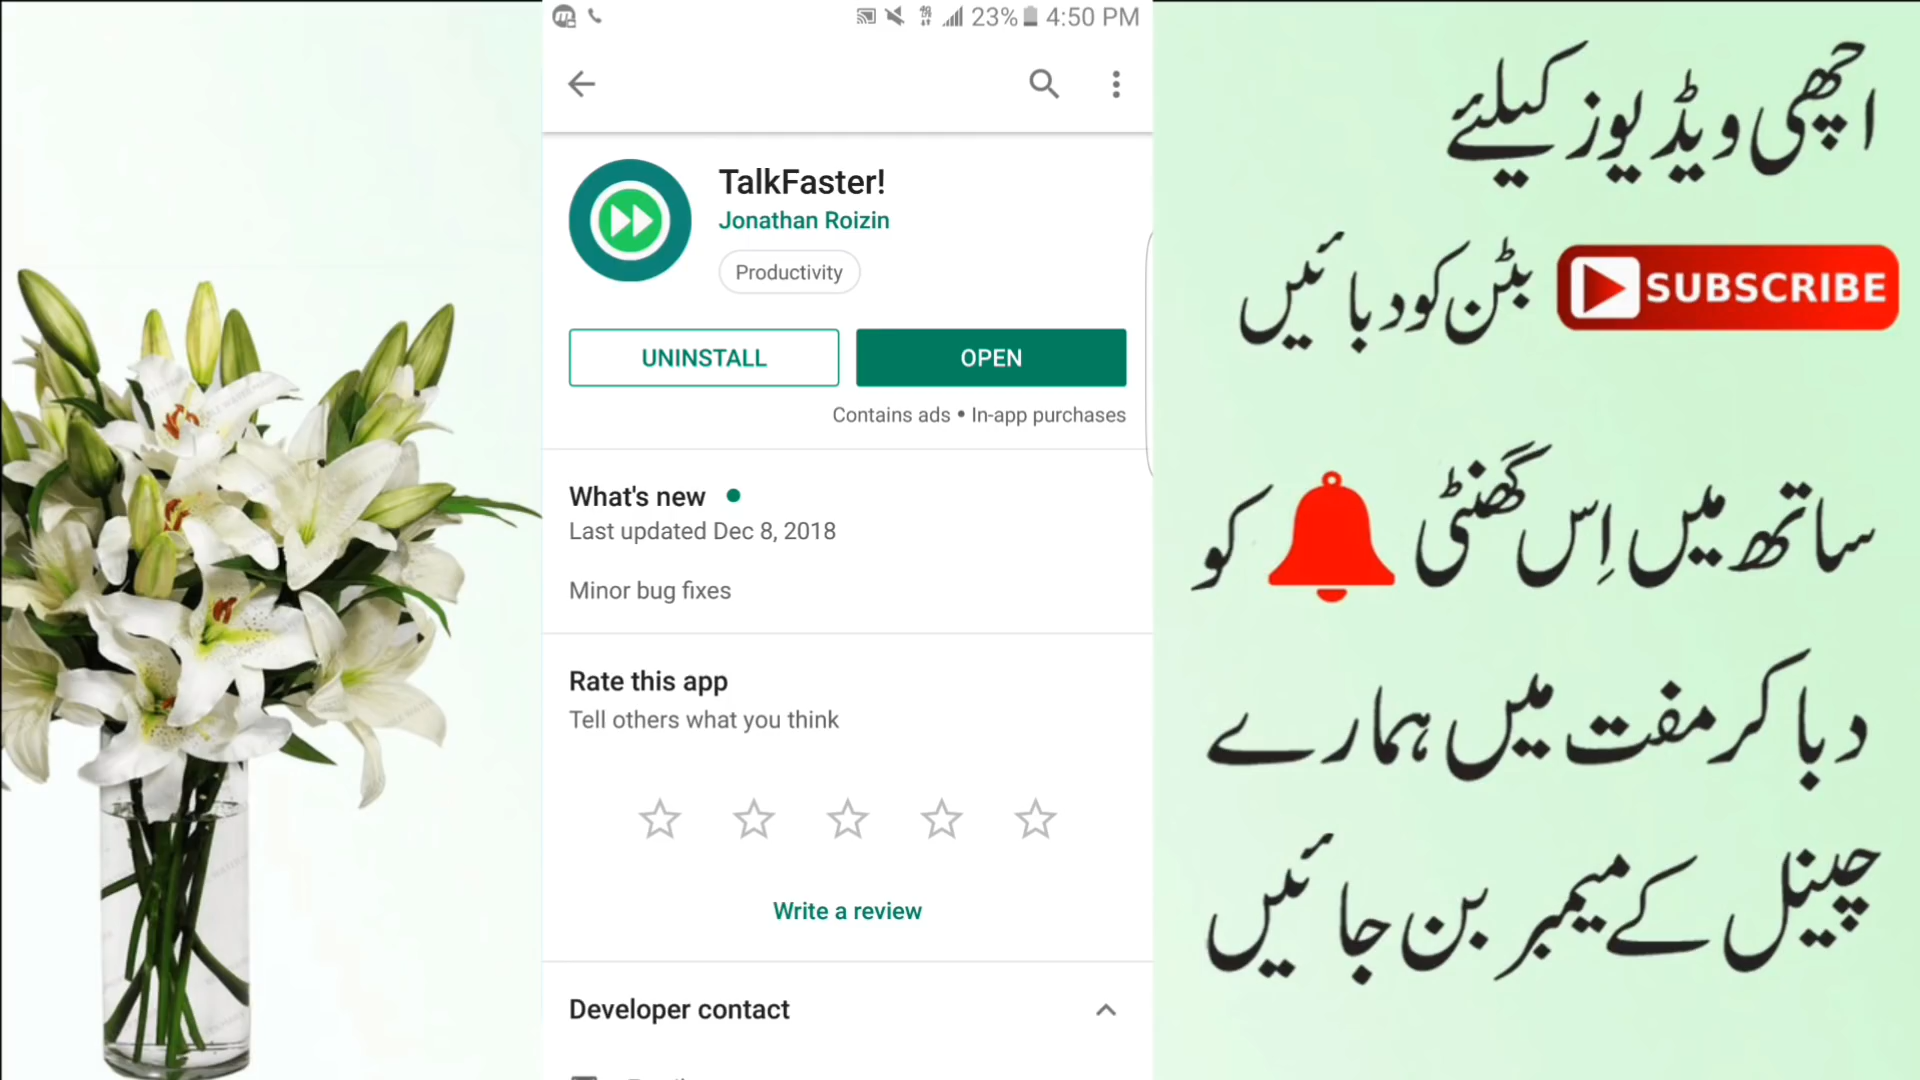 23% 4:50 PM
TalkFaster!
Jonathan Roizin
Productivity
UNINSTALL
OPEN
Contains ads • In-app purchases
What's new
Last updated Dec 8, 2018
Minor bug fixes
Rate this app
Tell others what you think
Write a review
Developer contact
اچھی ویڈیوز کیلئے
SUBSCRIBE بٹن کو دبائیں
ساتھ میں اِس گھنٹی کو
دبا کر مفت میں ہمارے
چینل کے میمبر بن جائیں